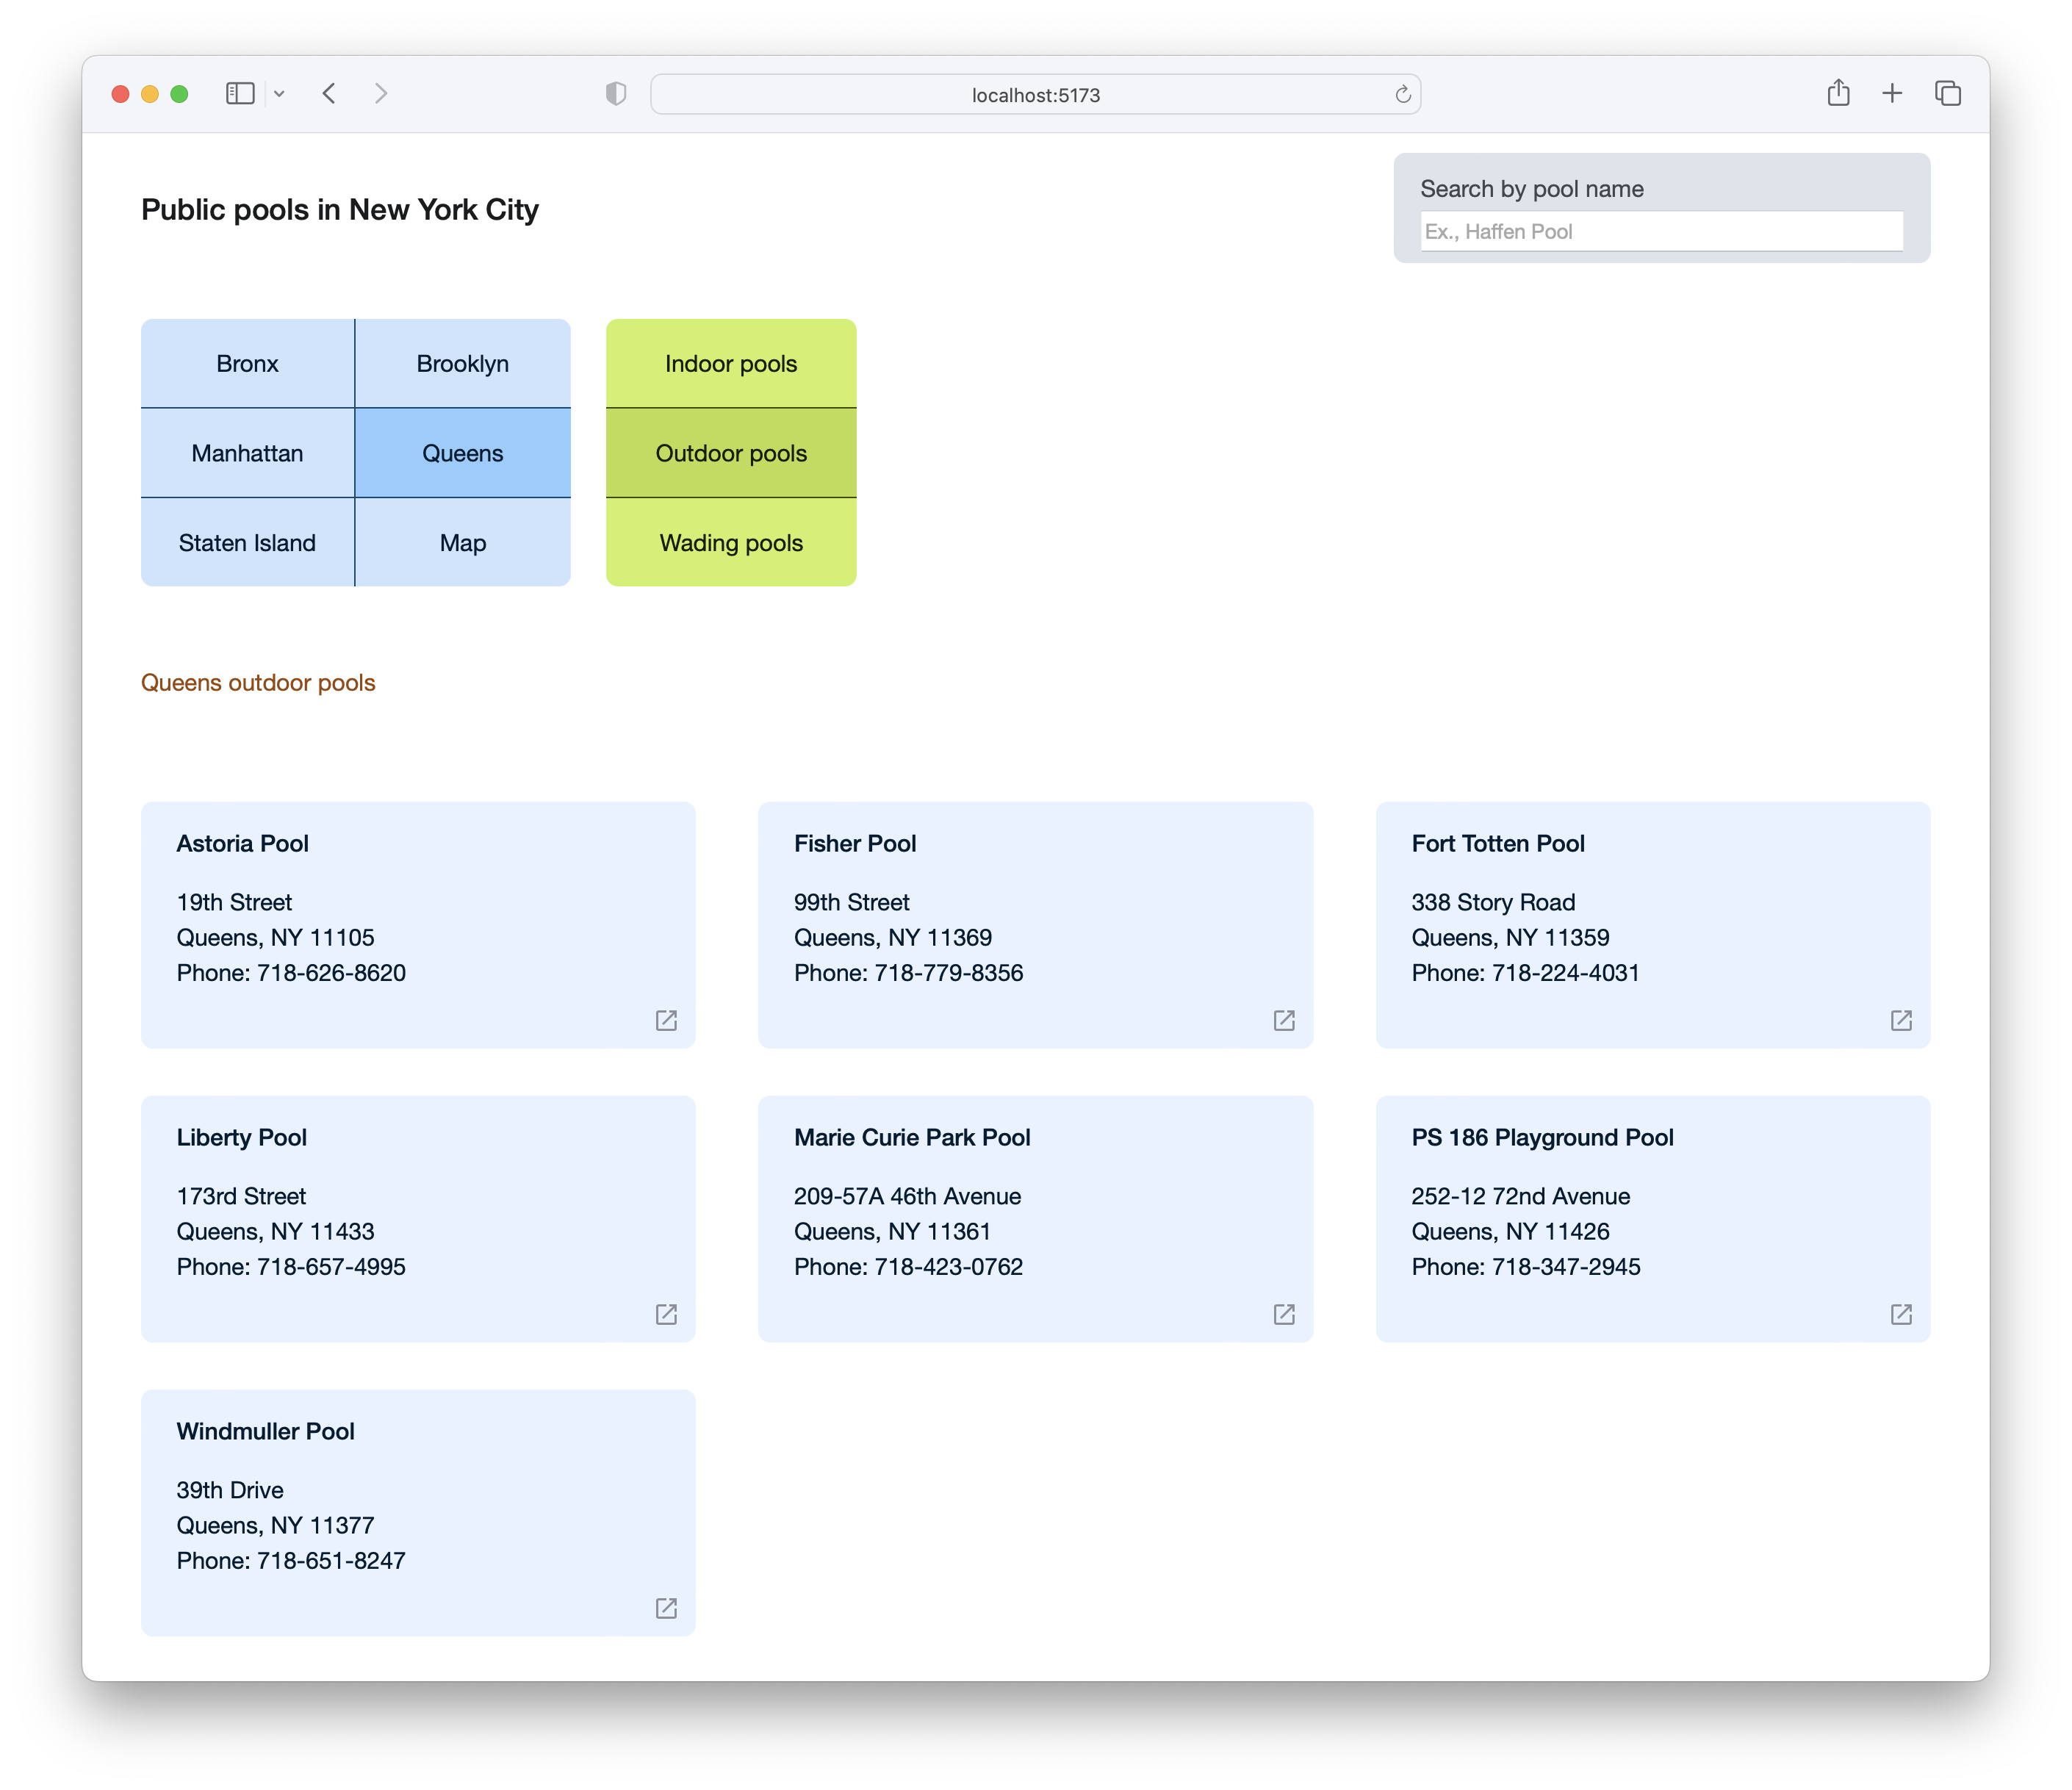 localhost:5173
Public pools in New York City
Search by pool name
Ex., Haffen Pool
Bronx
Brooklyn
Indoor pools
Manhattan
Queens
Outdoor pools
Staten Island
Map
Wading pools
Queens outdoor pools
Astoria Pool
19th Street
Queens, NY 11105
Phone: 718-626-8620
Fisher Pool
99th Street
Queens, NY 11369
Phone: 718-779-8356
Fort Totten Pool
338 Story Road
Queens, NY 11359
Phone: 718-224-4031
Liberty Pool
173rd Street
Queens, NY 11433
Phone: 718-657-4995
Marie Curie Park Pool
209-57A 46th Avenue
Queens, NY 11361
Phone: 718-423-0762
PS 186 Playground Pool
252-12 72nd Avenue
Queens, NY 11426
Phone: 718-347-2945
Windmuller Pool
39th Drive
Queens, NY 11377
Phone: 718-651-8247